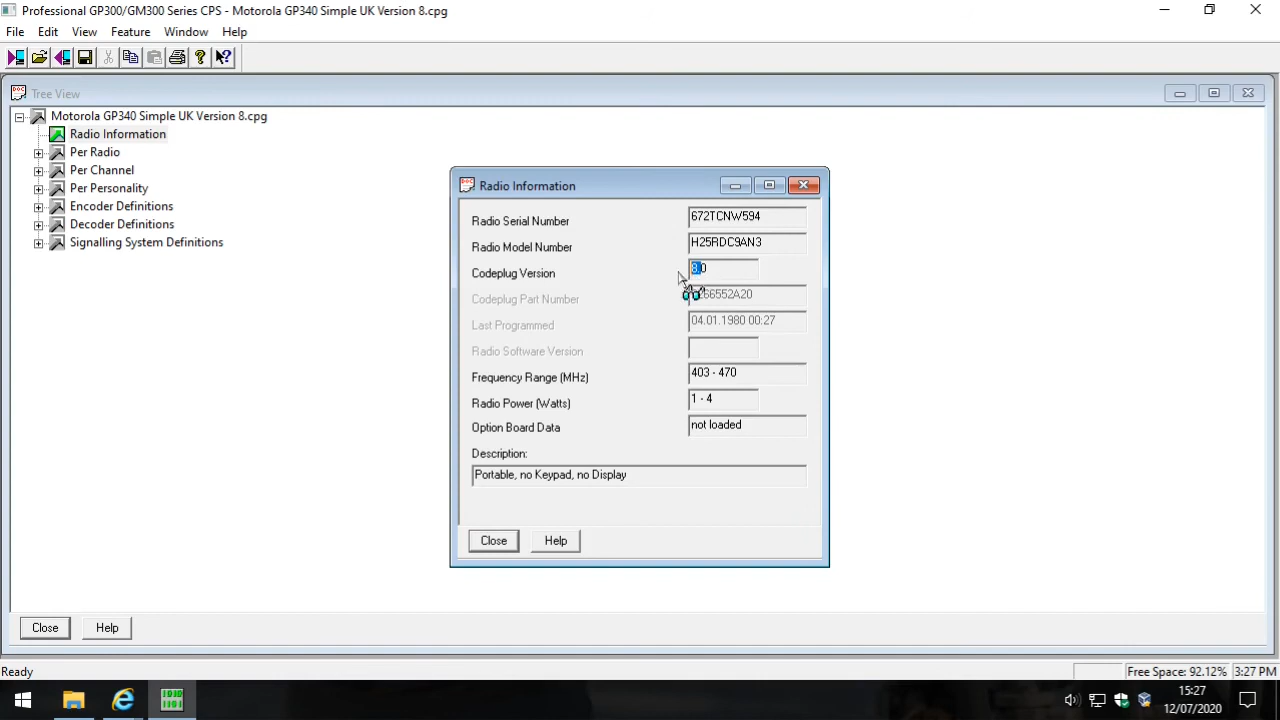 Professional GP300/GM300 Series CPS - Motorola GP340 Simple UK Version 8.cpg
File Edit View Feature Window Help
Tree View
Motorola GP340 Simple UK Version 8.cpg
Radio Information
Per Radio
Per Channel
Per Personality
Encoder Definitions
Decoder Definitions
Signalling System Definitions
Radio Information
Radio Serial Number 672TCNW594
Radio Model Number H25RDC9AN3
Codeplug Version 8.0
Codeplug Part Number
Last Programmed 04.01.1980 00:27
Radio Software Version
Frequency Range (MHz) 403 - 470
Radio Power (Watts) 1 - 4
Option Board Data not loaded
Description:
Portable, no Keypad, no Display
Close Help
Close Help
Ready Free Space: 92.12% 3:27 PM
15:27
12/07/2020